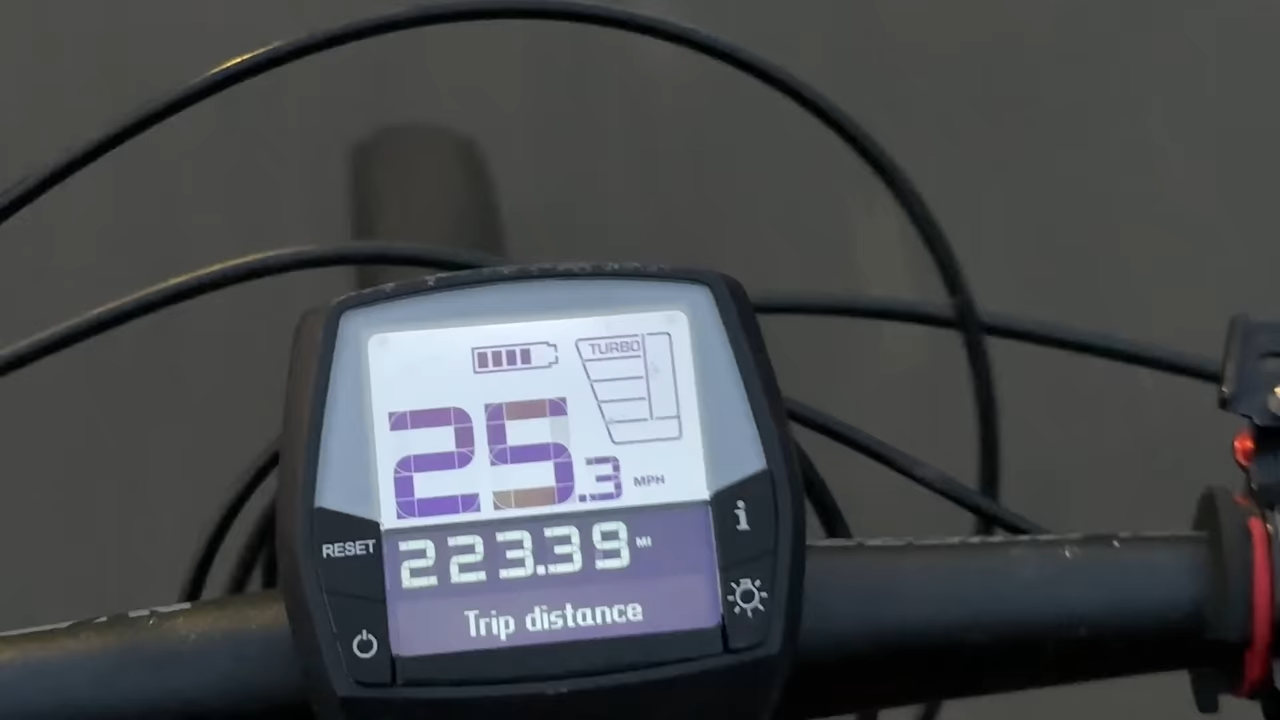 TURBO
25.3 MPH
RESET
223.39 MI
i
Trip distance